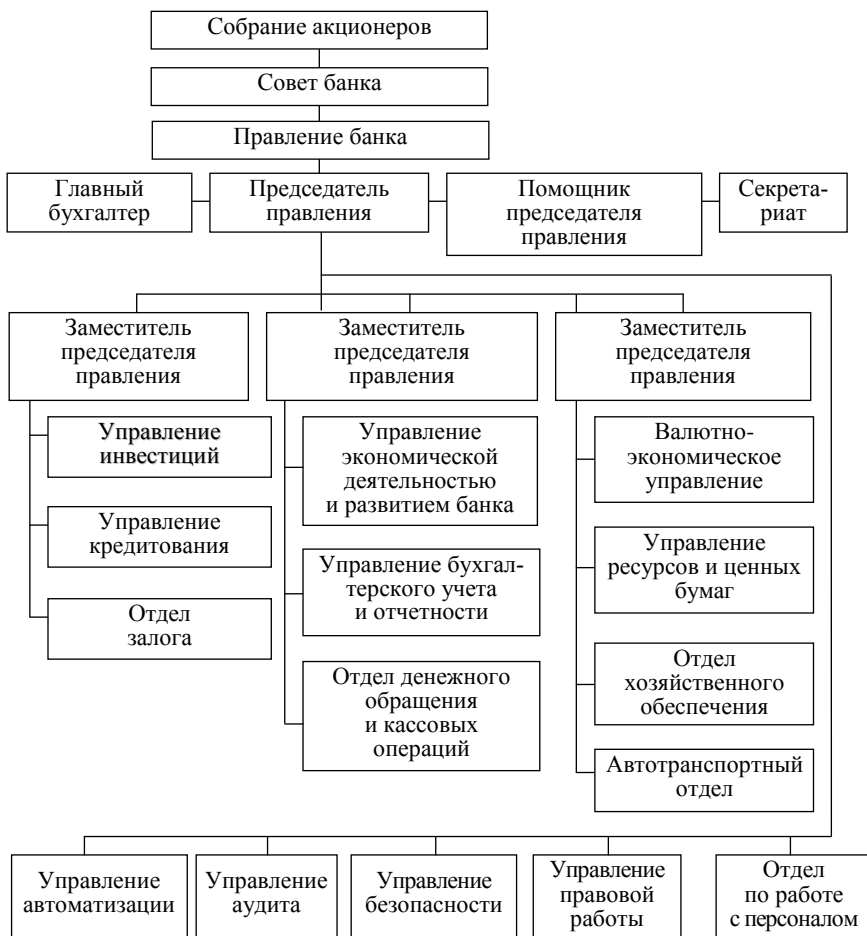 Собрание акционеров
Совет банка
Правление банка
Главный
бухгалтер
Председатель
правления
Помощник
председателя
правления
Секрета-
риат
Заместитель
председателя
правления
Заместитель
председателя
правления
Заместитель
председателя
правления
Управление
инвестиций
Управление
кредитования
Отдел
залога
Управление
экономической
деятельностью
и развитием банка
Управление бухгал-
терского учета
и отчетности
Отдел денежного
обращения
и кассовых
операций
Валютно-
экономическое
управление
Управление
ресурсов и ценных
бумаг
Отдел
хозяйственного
обеспечения
Автотранспортный
отдел
Управление
автоматизации
Управление
аудита
Управление
безопасности
Управление
правовой
работы
Отдел
по работе
с персоналом